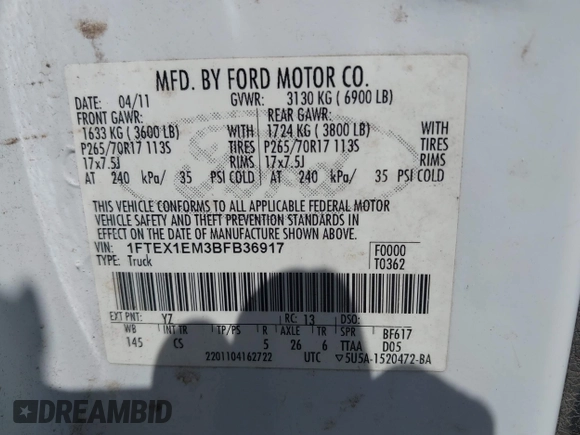 MFD. BY FORD MOTOR CO.
DATE: 04/11 GVWR: 3130 KG ( 6900 LB)
FRONT GAWR: REAR GAWR:
1633 KG ( 3600 LB) WITH 1724 KG ( 3800 LB) WITH
P265/70R17 113S TIRES P265/70R17 113S TIRES
17x7.5J RIMS 17x7.5J RIMS
AT 240 kPa/ 35 PSI COLD AT 240 kPa/ 35 PSI COLD
THIS VEHICLE CONFORMS TO ALL APPLICABLE FEDERAL MOTOR
VEHICLE SAFETY AND THEFT PREVENTION STANDARDS IN
EFFECT ON THE DATE OF MANUFACTURE SHOWN ABOVE.
VIN: 1FTEX1EM3BFB36917 F0000
TYPE: Truck T0362
EXT PNT: YZ RC: 13 DSO:
WB INT TR TP/PS R AXLE TR SPR BF617
145 CS 5 26 6 TTAA D05
2201104162722 UTC ▽5U5A-1520472-BA
Ford
DREAMBID